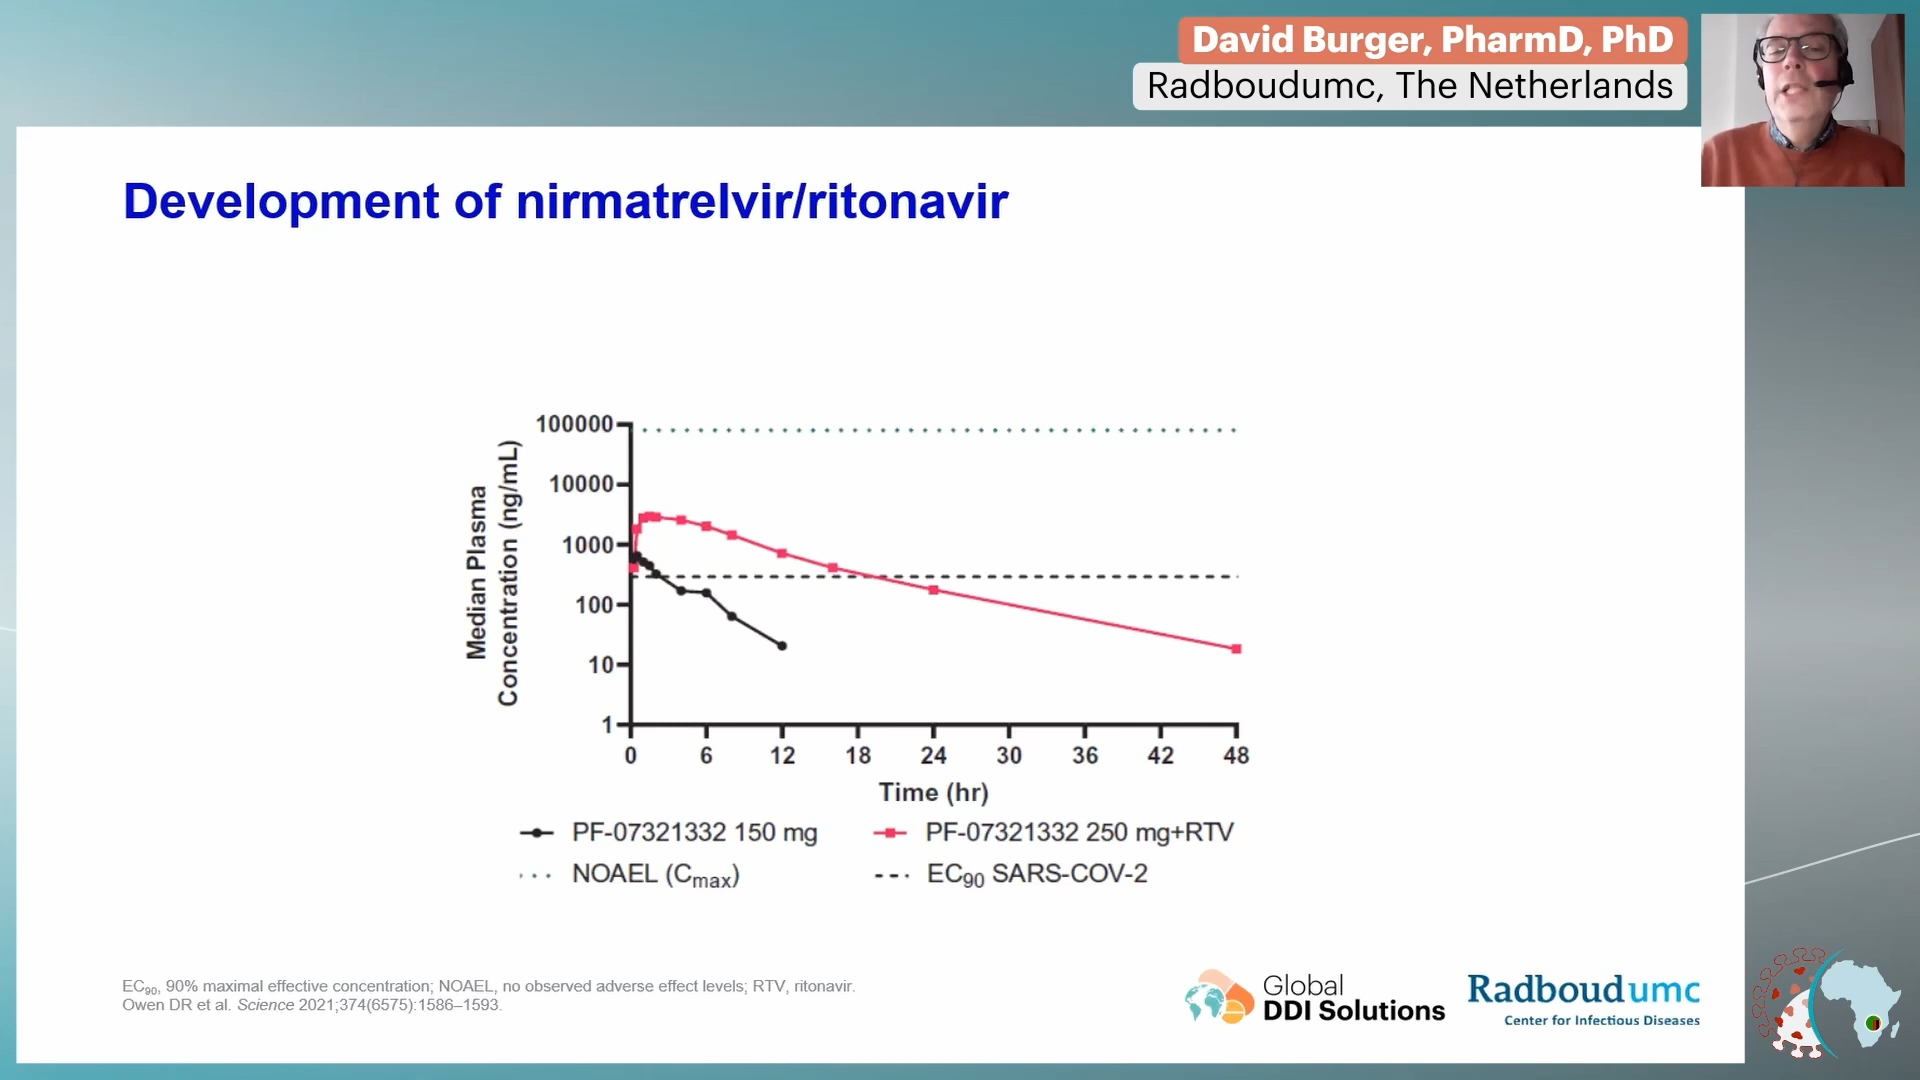 David Burger, PharmD, PhD
Radboudumc, The Netherlands
Development of nirmatrelvir/ritonavir
Median Plasma
Concentration (ng/mL)
100000
10000
1000
100
10
1
0 6 12 18 24 30 36 42 48
Time (hr)
PF-07321332 150 mg
PF-07321332 250 mg+RTV
NOAEL (Cmax)
EC90 SARS-COV-2
EC90, 90% maximal effective concentration; NOAEL, no observed adverse effect levels; RTV, ritonavir.
Owen DR et al. Science 2021;374(6575):1586–1593.
Global
DDI Solutions
Radboudumc
Center for Infectious Diseases